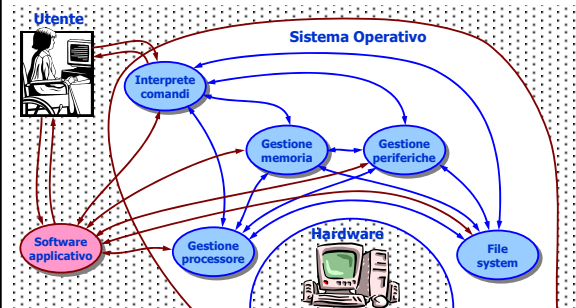 Utente
Sistema Operativo
Interprete
comandi
Gestione
memoria
Gestione
periferiche
Hardware
Software
applicativo
Gestione
processore
File
system